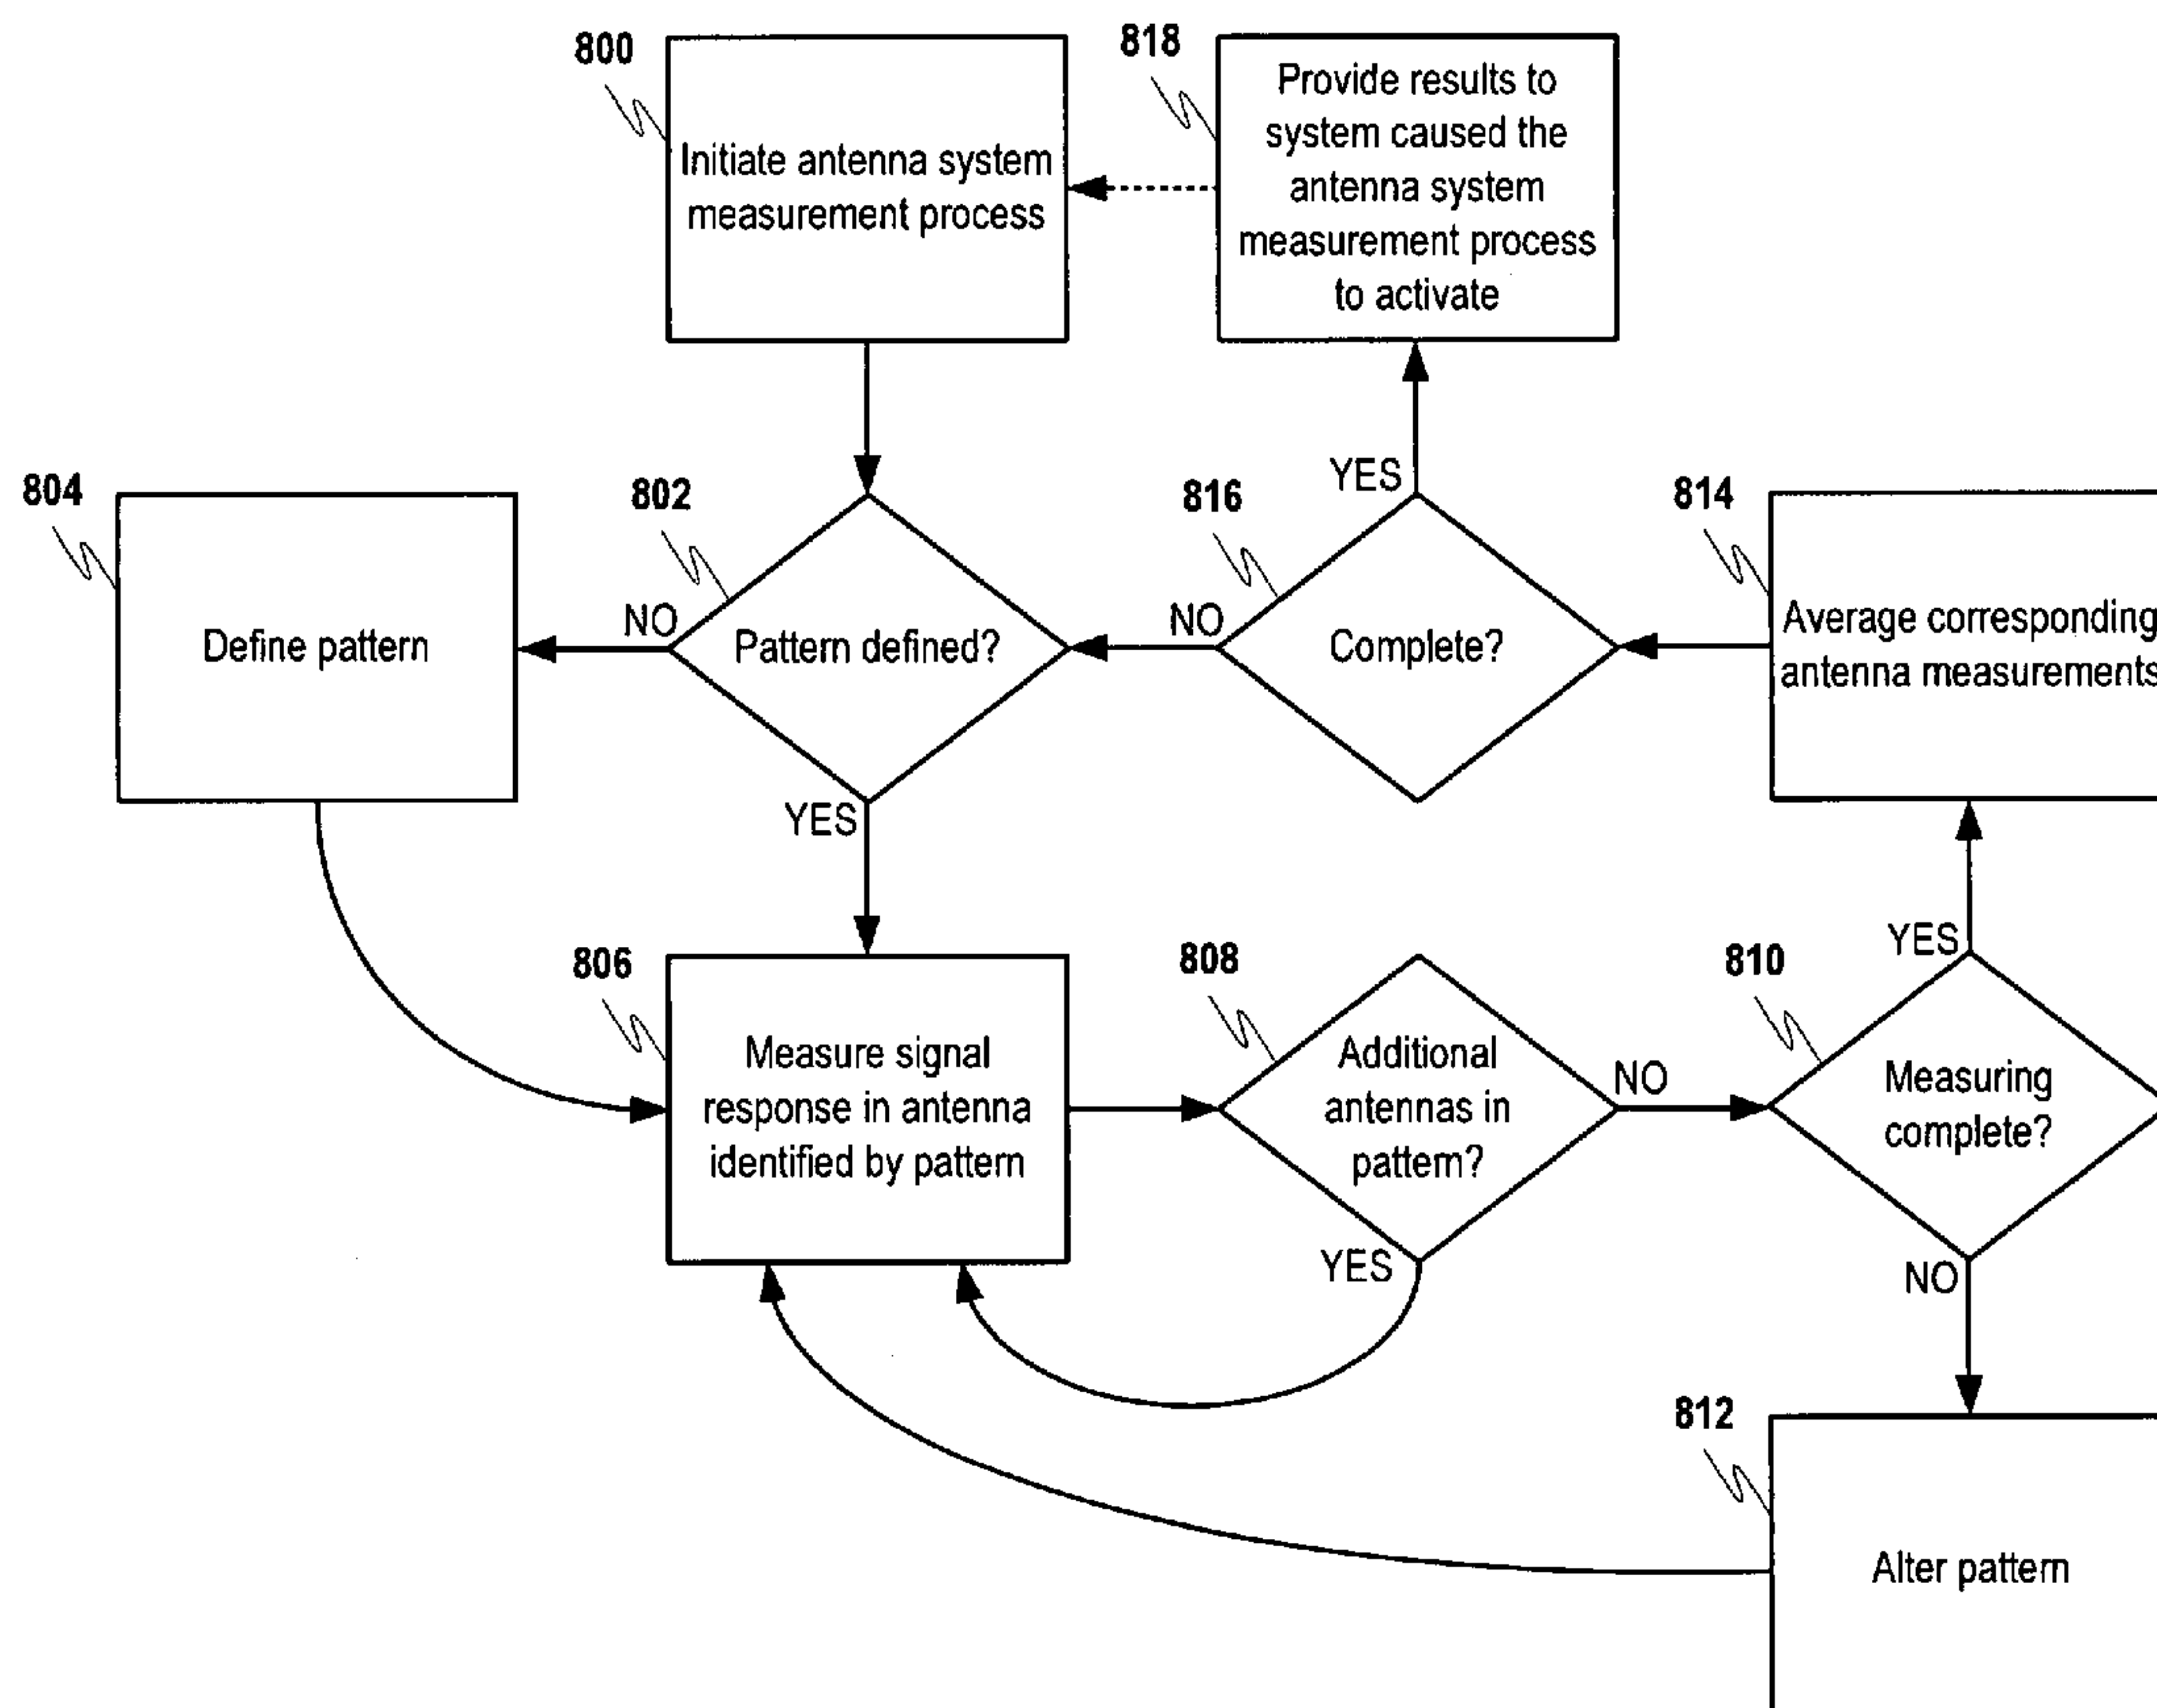 800
Initiate antenna system
measurement process
818
Provide results to
system caused the
antenna system
measurement process
to activate
804
Define pattern
802
Pattern defined?
NO
YES
816
Complete?
YES
NO
814
Average corresponding
antenna measurements
806
Measure signal
response in antenna
identified by pattern
808
Additional
antennas in
pattern?
NO
YES
810
Measuring
complete?
YES
NO
812
Alter pattern